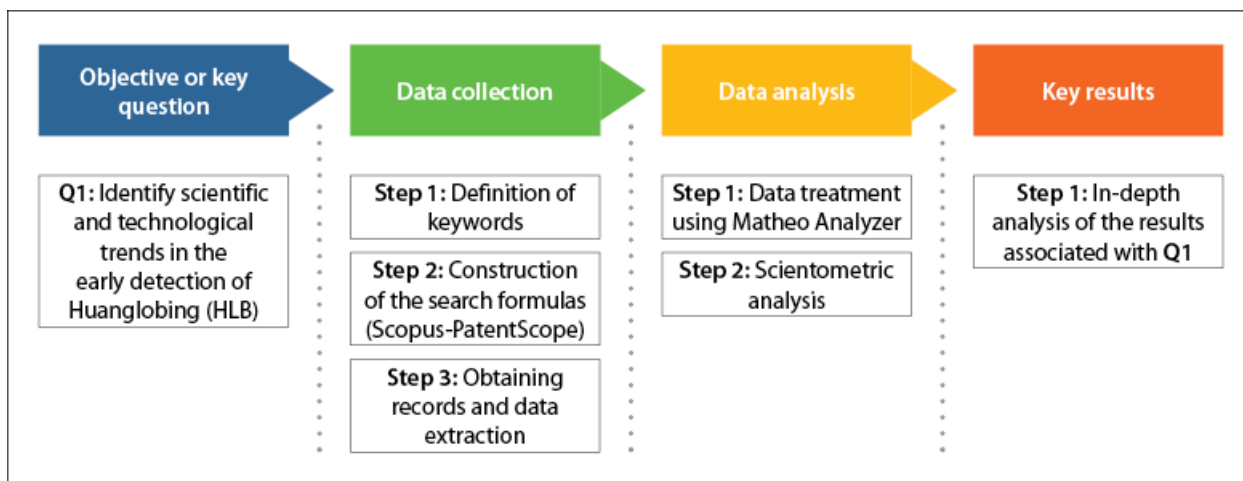 Objective or key
question
Data collection
Data analysis
Key results
Q1: Identify scientific
and technological
trends in the
early detection of
Huanglobing (HLB)
Step 1: Definition of
keywords
Step 2: Construction
of the search formulas
(Scopus-PatentScope)
Step 3: Obtaining
records and data
extraction
Step 1: Data treatment
using Matheo Analyzer
Step 2: Scientometric
analysis
Step 1: In-depth
analysis of the results
associated with Q1